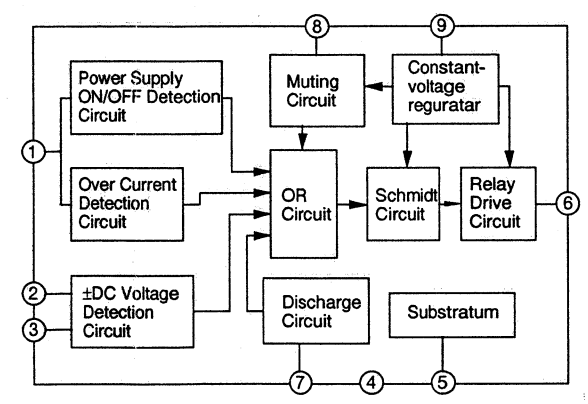 8
9
Power Supply
ON/OFF Detection
Circuit
Muting
Circuit
Constant-
voltage
reguratar
1
Over Current
Detection
Circuit
OR
Circuit
Schmidt
Circuit
Relay
Drive
Circuit
6
2
3
±DC Voltage
Detection
Circuit
Discharge
Circuit
Substratum
7
4
5